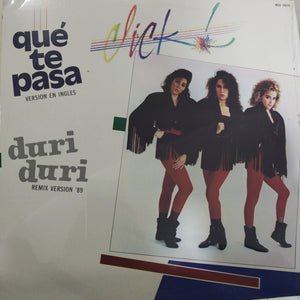 qué
te
pasa
VERSION EN INGLES
click
duri
duri
REMIX VERSION '89